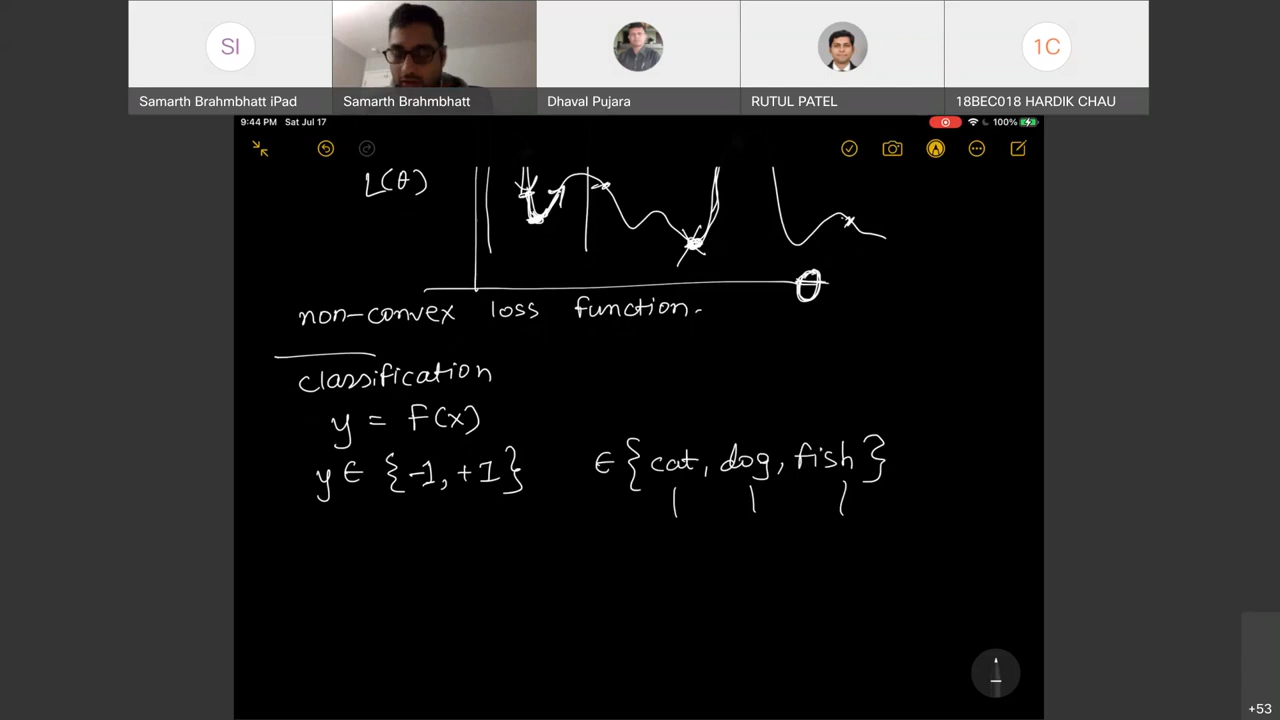 SI
1C
Samarth Brahmbhatt iPad
Samarth Brahmbhatt
Dhaval Pujara
RUTUL PATEL
18BEC018 HARDIK CHAU
9:44 PM Sat Jul 17
100%
L(θ)
θ
non-convex loss function.
classification
y = F(x)
y ∈ {-1, +1} ∈ {cat, dog, fish}
+53